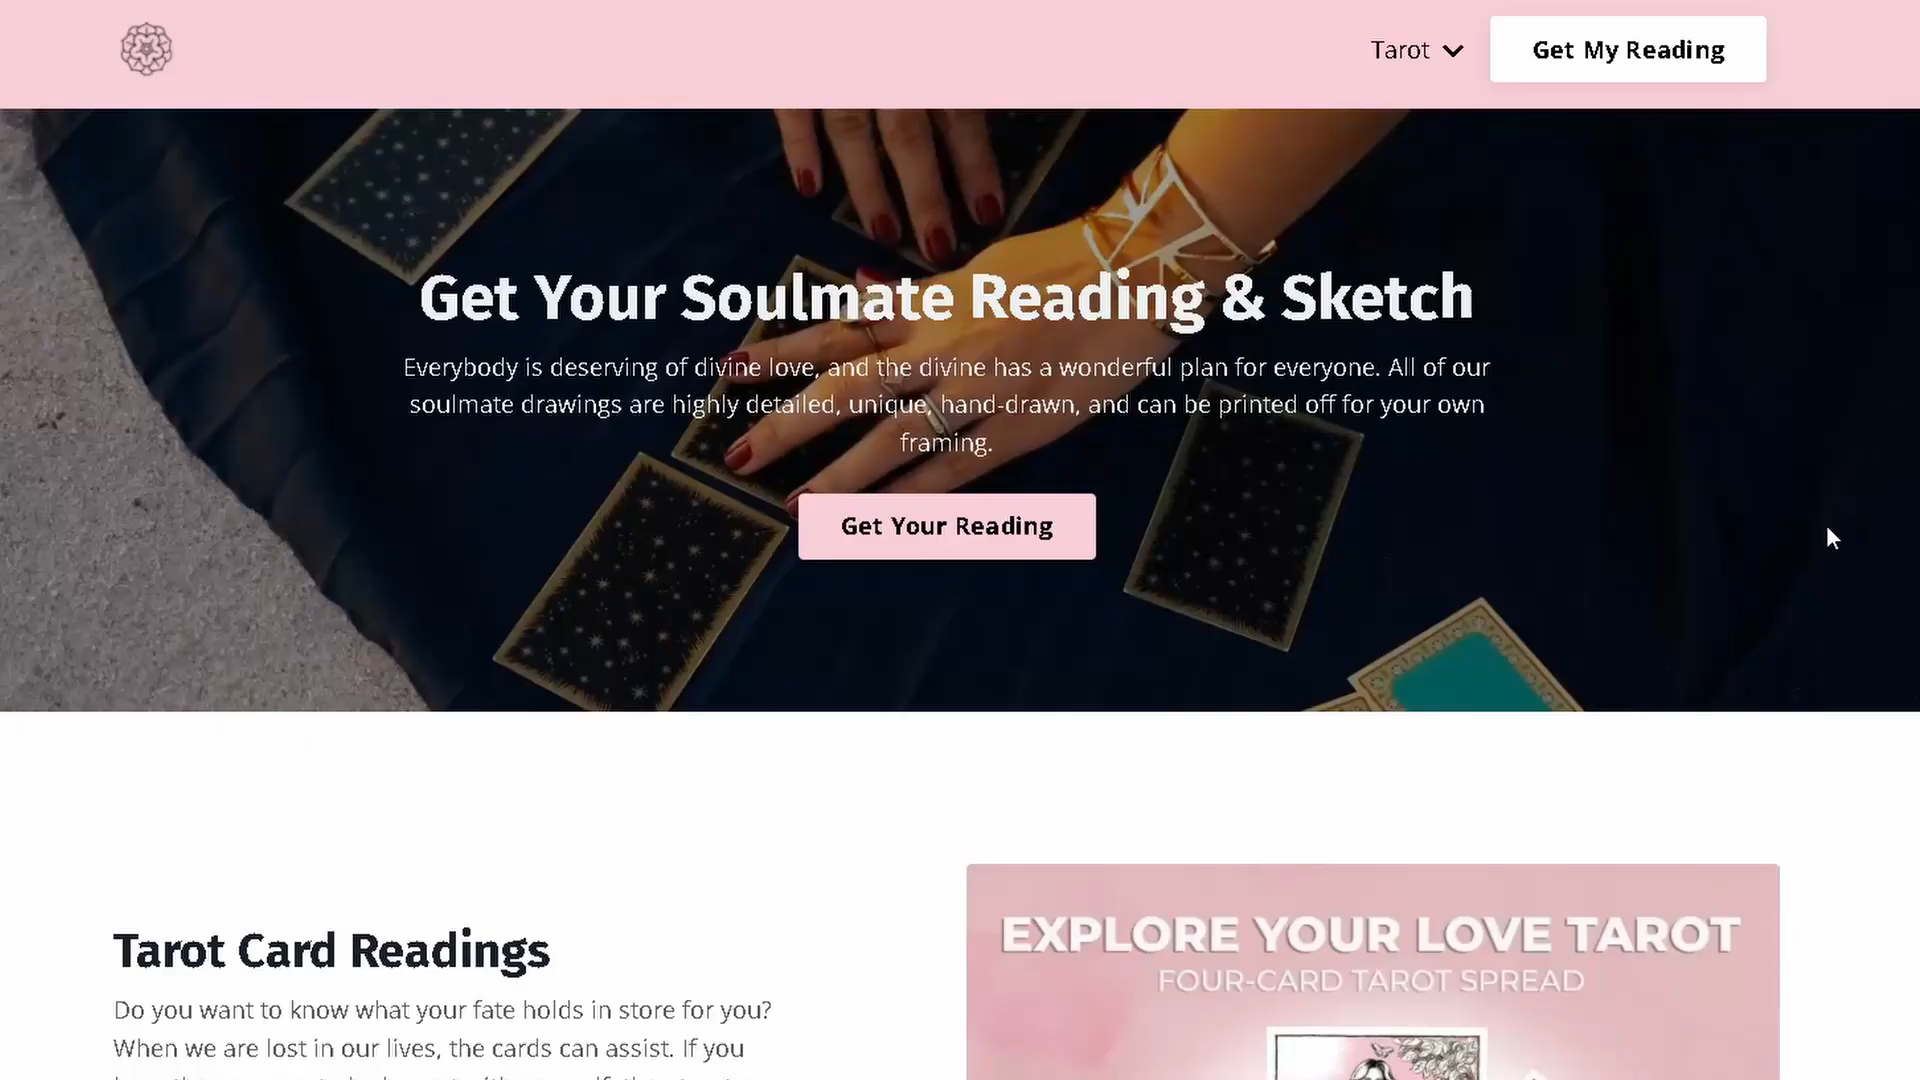 Tarot
Get My Reading
Get Your Soulmate Reading & Sketch
Everybody is deserving of divine love, and the divine has a wonderful plan for everyone. All of our
soulmate drawings are highly detailed, unique, hand-drawn, and can be printed off for your own
framing.
Get Your Reading
Tarot Card Readings
Do you want to know what your fate holds in store for you?
When we are lost in our lives, the cards can assist. If you
EXPLORE YOUR LOVE TAROT
FOUR-CARD TAROT SPREAD